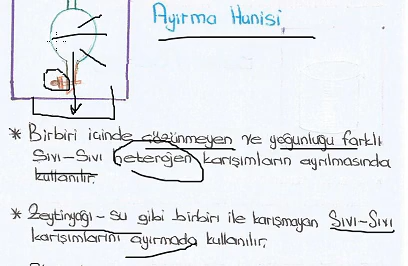 Ayırma Hunisi
* Birbiri içinde çözünmeyen ve yoğunluğu farklı
Sıvı-Sıvı heterojen karışımların ayrılmasında
kullanılır.
* Zeytinyağı-su gibi birbiri ile karışmayan Sıvı-Sıvı
karışımlarını ayırmada kullanılır.